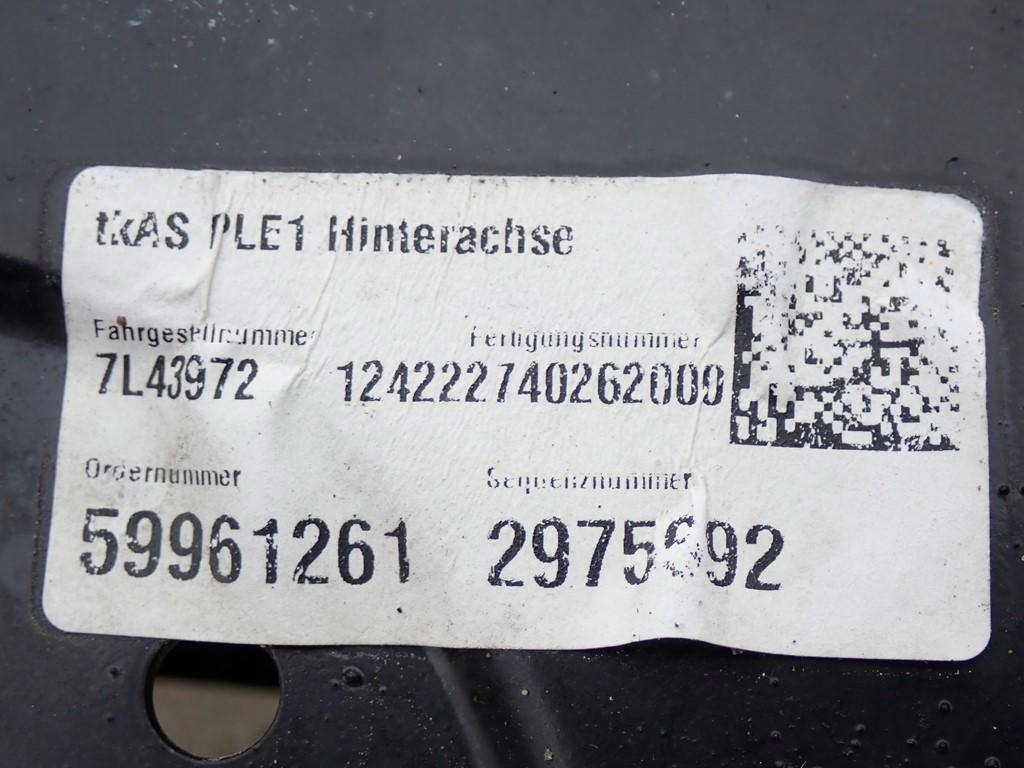 tkAS PLE1 Hinterachse
Fahrgestellnummer Fertigungsnummer
7L43972 124222740262000
Ordernummer Sequenznummer
59961261